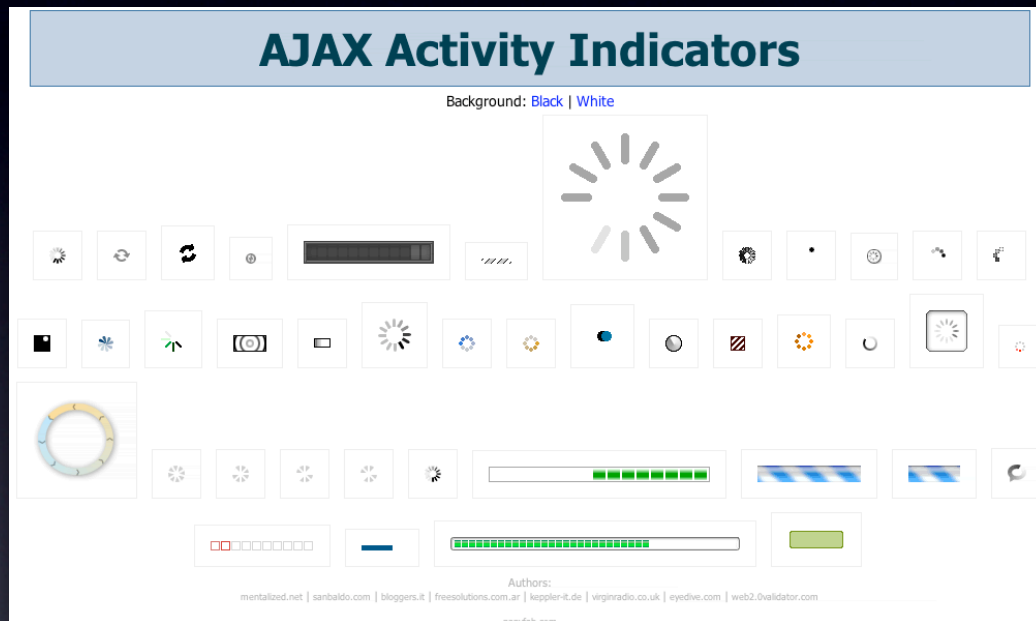 AJAX Activity Indicators
Background: Black | White
Authors:
mentalized.net | sanbaldo.com | bloggers.it | freesolutions.com.ar | keppler-it.de | virginradio.co.uk | eyedive.com | web2.0validator.com